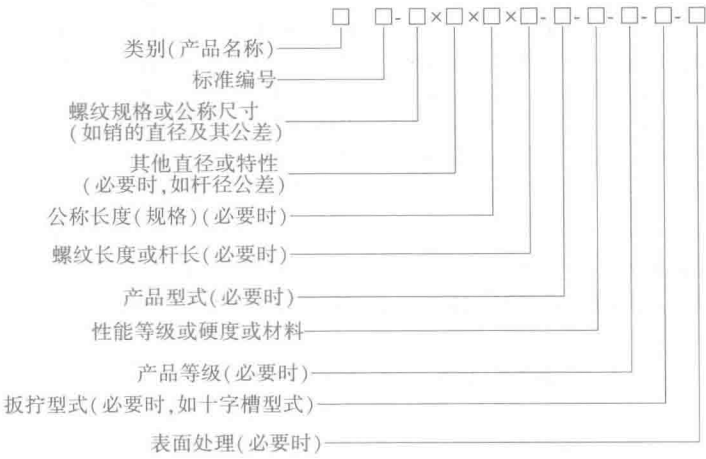 □ □-□×□×□×□-□-□-□-□-□
类别(产品名称)
标准编号
螺纹规格或公称尺寸
(如销的直径及其公差)
其他直径或特性
(必要时,如杆径公差)
公称长度(规格)(必要时)
螺纹长度或杆长(必要时)
产品型式(必要时)
性能等级或硬度或材料
产品等级(必要时)
扳拧型式(必要时,如十字槽型式)
表面处理(必要时)